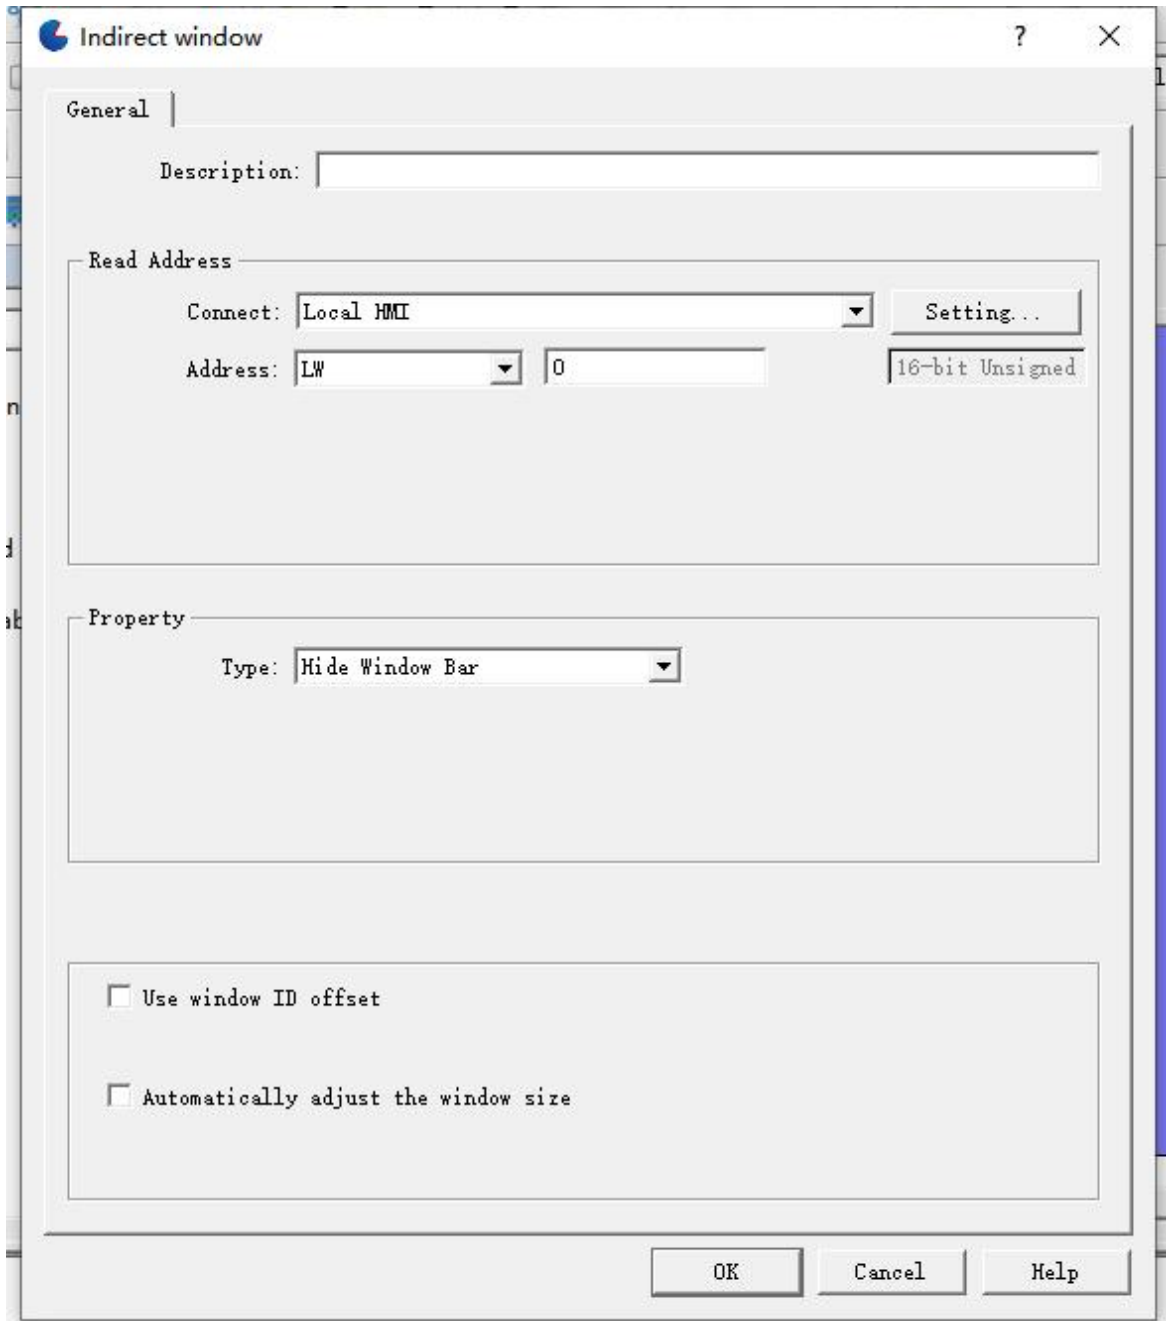 Indirect window
?
General
Description:
Read Address
Connect: Local HMI Setting...
Address: LW 0 16-bit Unsigned
Property
Type: Hide Window Bar
Use window ID offset
Automatically adjust the window size
OK Cancel Help